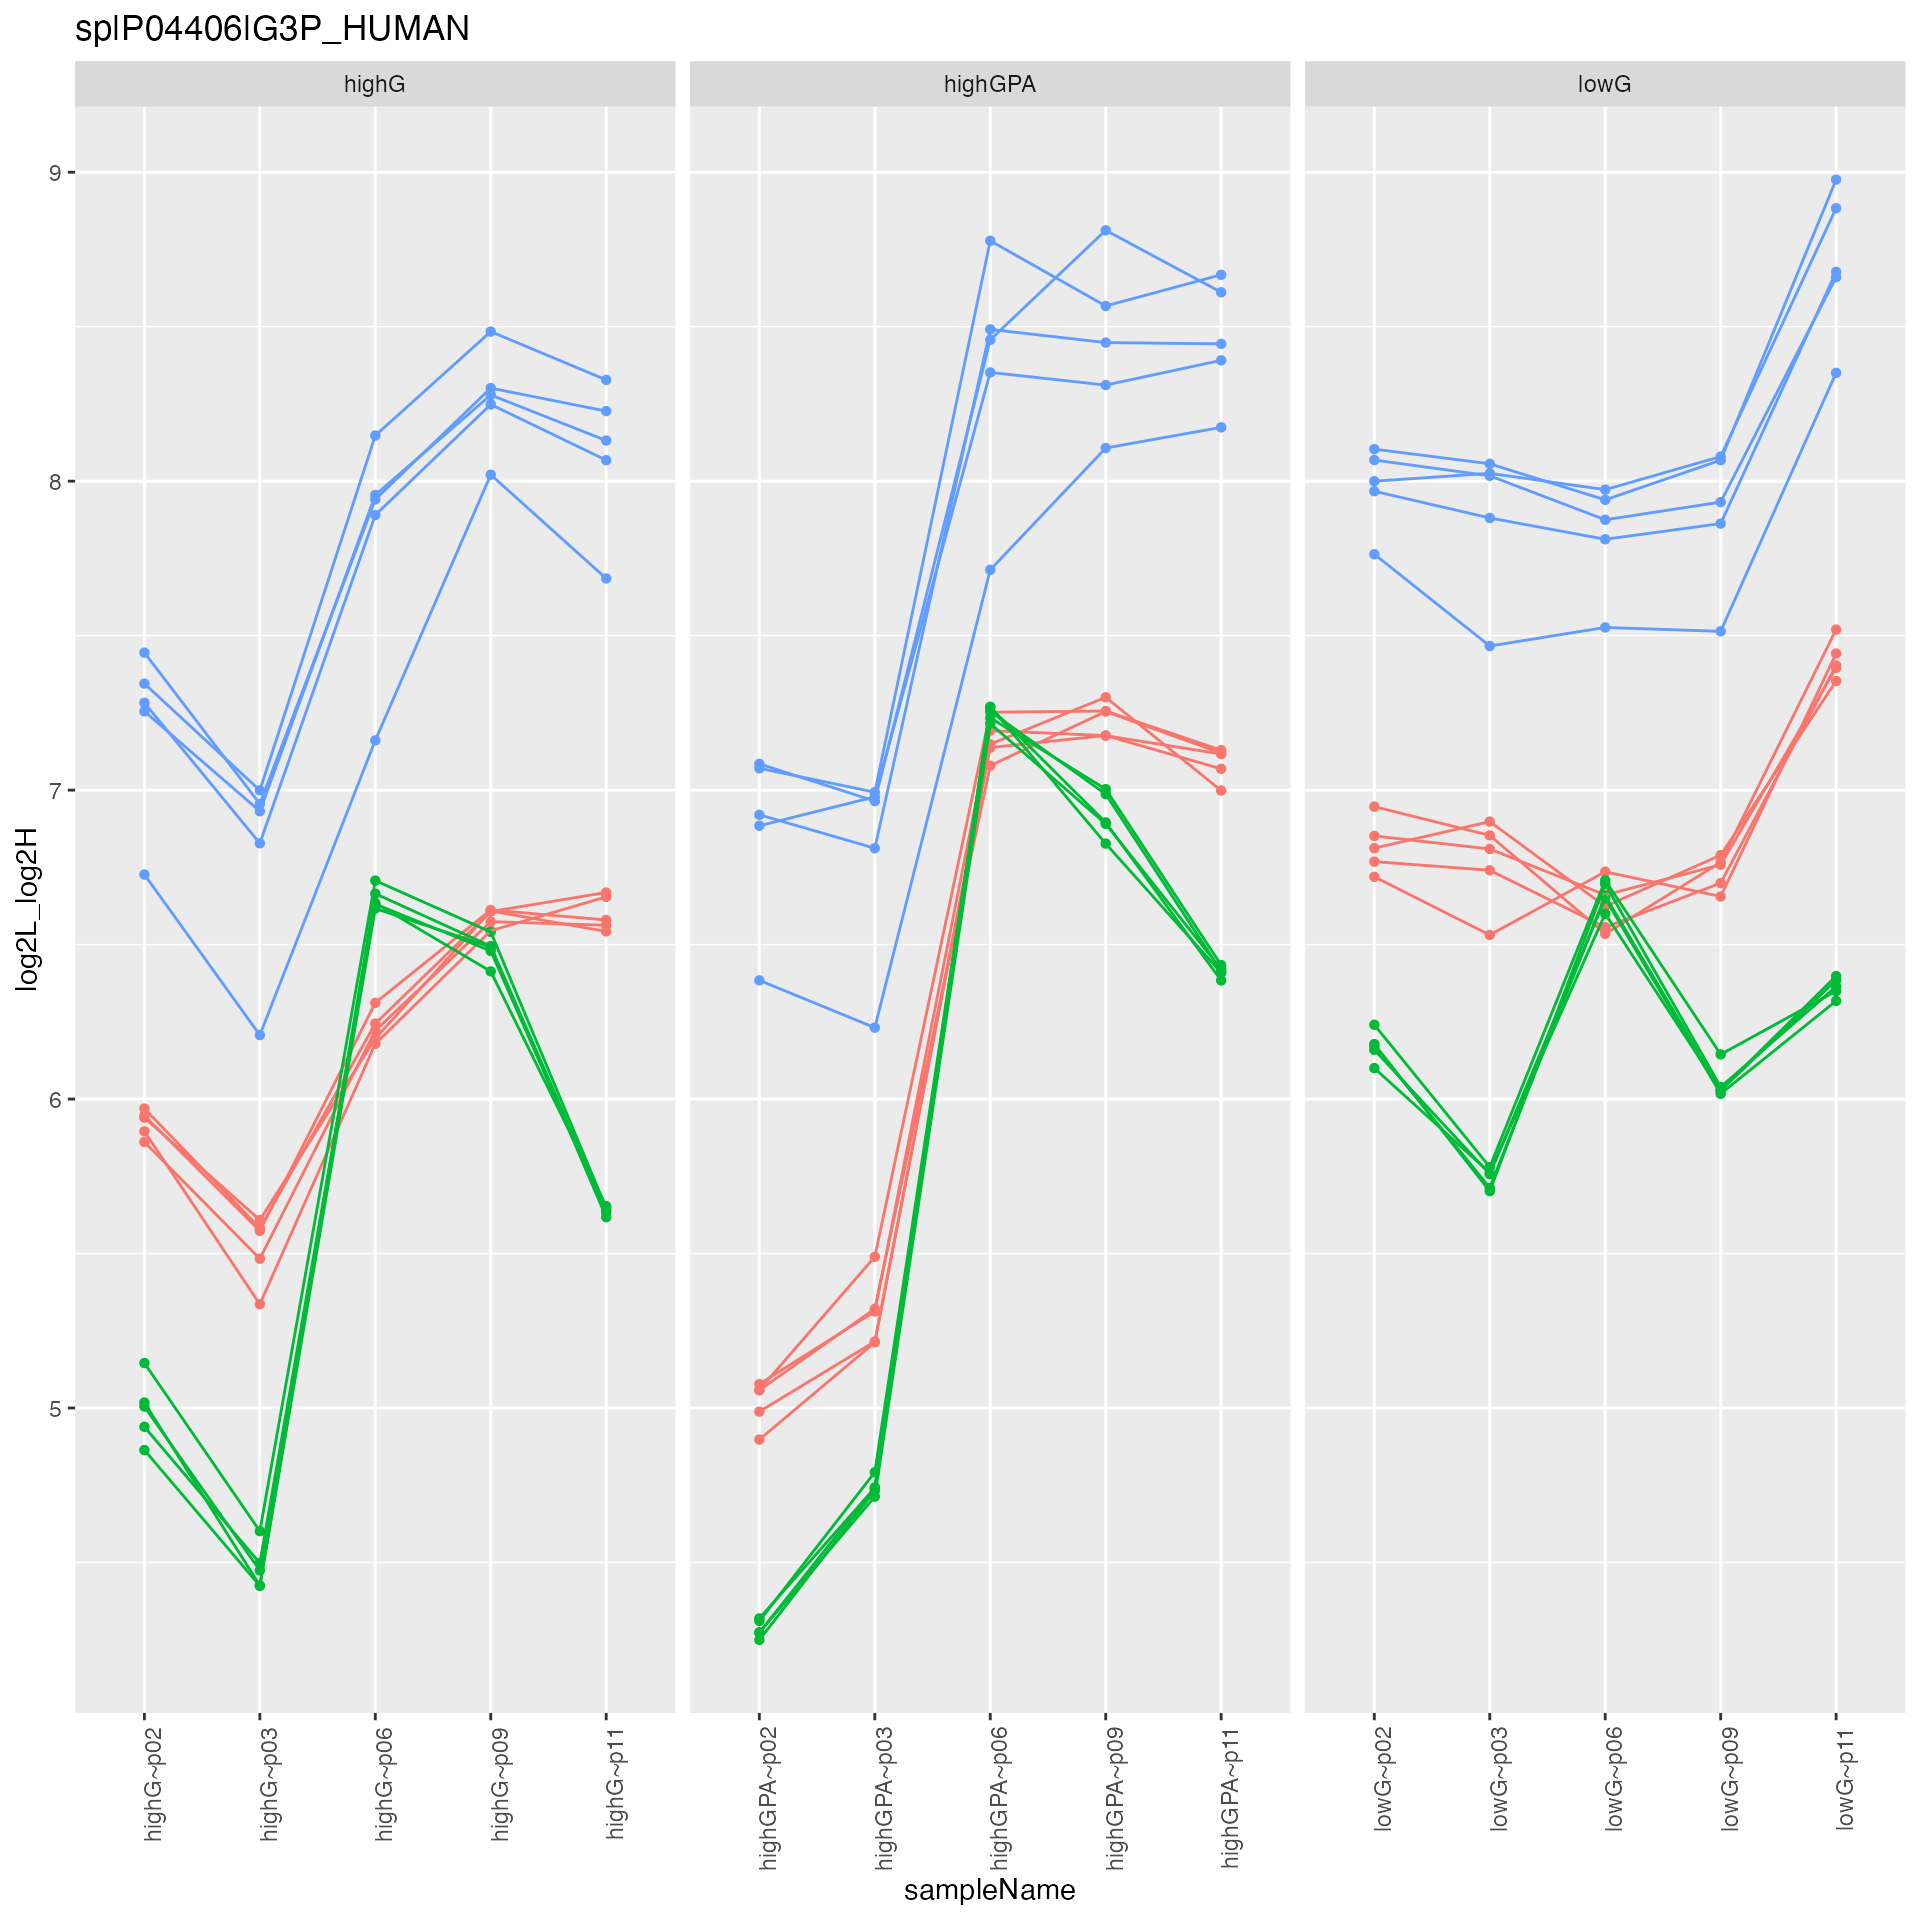 sp|P04406|G3P_HUMAN
highG
highGPA
lowG
log2L_log2H
9
8
7
6
5
highG~p02
highG~p03
highG~p06
highG~p09
highG~p11
highGPA~p02
highGPA~p03
highGPA~p06
highGPA~p09
highGPA~p11
lowG~p02
lowG~p03
lowG~p06
lowG~p09
lowG~p11
sampleName